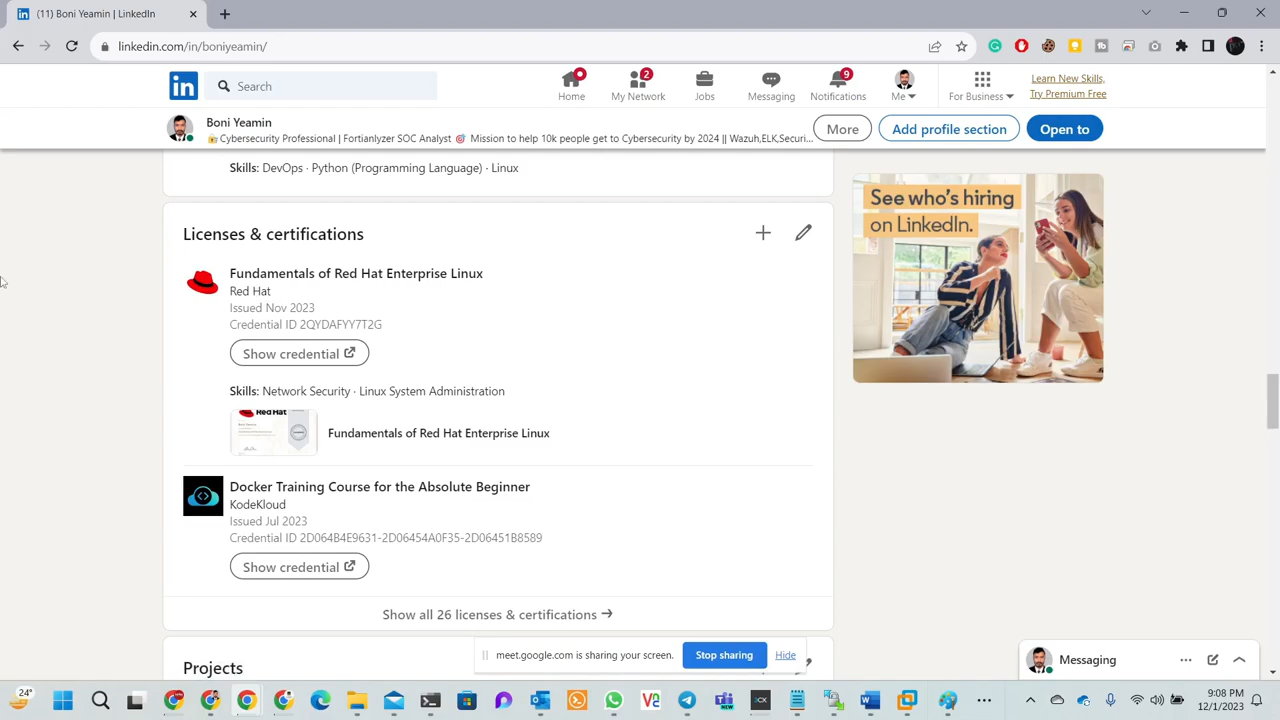 (11) Boni Yeamin | LinkedIn
linkedin.com/in/boniyeamin/
in
Search
Home
2
My Network
Jobs
Messaging
9
Notifications
Me
For Business
Learn New Skills,
Try Premium Free
Boni Yeamin
Cybersecurity Professional | Fortianlyzer SOC Analyst 🎯 Mission to help 10k people get to Cybersecurity by 2024 || Wazuh,ELK,Securi...
More
Add profile section
Open to
Skills: DevOps · Python (Programming Language) · Linux
See who's hiring
on LinkedIn.
Licenses & certifications
Fundamentals of Red Hat Enterprise Linux
Red Hat
Issued Nov 2023
Credential ID 2QYDAFYY7T2G
Show credential
Skills: Network Security · Linux System Administration
Red Hat
Fundamentals of Red Hat Enterprise Linux
Docker Training Course for the Absolute Beginner
KodeKloud
Issued Jul 2023
Credential ID 2D064B4E9631-2D06454A0F35-2D06451B8589
Show credential
Show all 26 licenses & certifications →
Projects
meet.google.com is sharing your screen.
Stop sharing
Hide
Messaging
24°
9:08 PM
12/1/2023